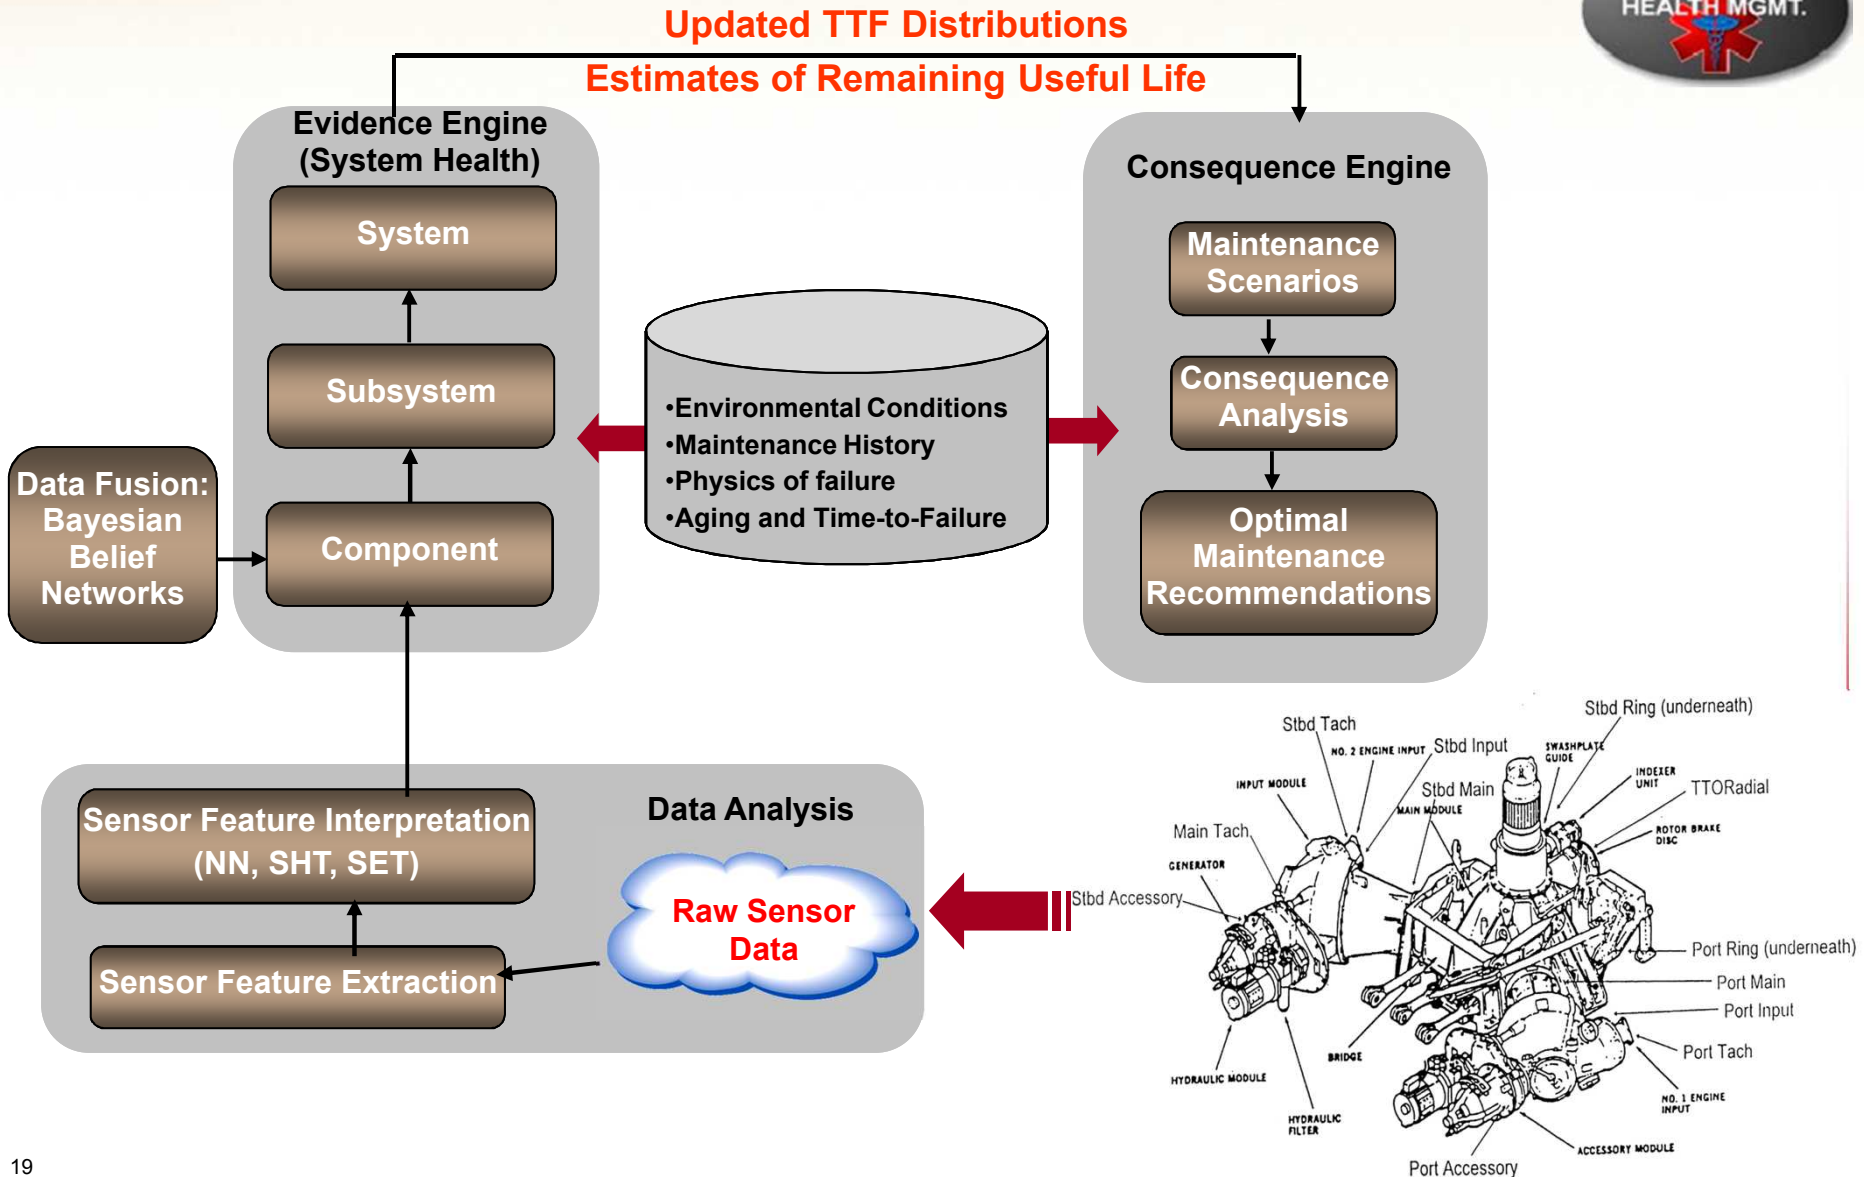 Updated TTF Distributions
Estimates of Remaining Useful Life
HEALTH MGMT.
Evidence Engine
(System Health)
System
Subsystem
Component
Data Fusion:
Bayesian
Belief
Networks
•Environmental Conditions
•Maintenance History
•Physics of failure
•Aging and Time-to-Failure
Consequence Engine
Maintenance
Scenarios
Consequence
Analysis
Optimal
Maintenance
Recommendations
Data Analysis
Sensor Feature Interpretation
(NN, SHT, SET)
Sensor Feature Extraction
Raw Sensor
Data
Stbd Ring (underneath)
Stbd Tach
NO. 2 ENGINE INPUT
Stbd Input
SWASHPLATE
GUIDE
INDEXER
UNIT
INPUT MODULE
Stbd Main
MAIN MODULE
TTORadial
Main Tach
ROTOR BRAKE
DISC
GENERATOR
Stbd Accessory
Port Ring (underneath)
Port Main
Port Input
Port Tach
BRIDGE
HYDRAULIC MODULE
NO. 1 ENGINE
INPUT
HYDRAULIC
FILTER
ACCESSORY MODULE
Port Accessory
19